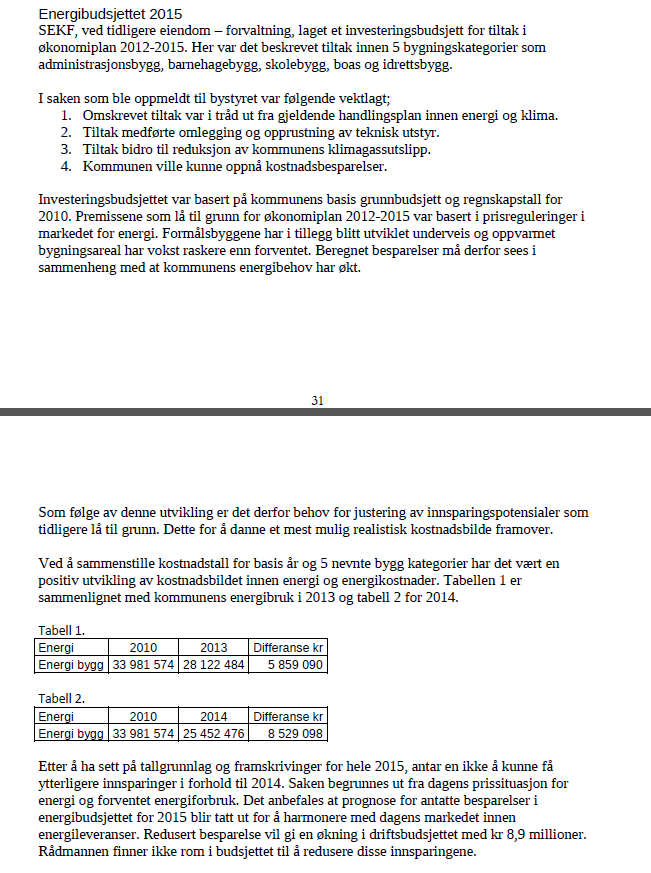 Energibudsjettet 2015
SEKF, ved tidligere eiendom – forvaltning, laget et investeringsbudsjett for tiltak i
økonomiplan 2012-2015. Her var det beskrevet tiltak innen 5 bygningskategorier som
administrasjonsbygg, barnehagebygg, skolebygg, boas og idrettsbygg.
I saken som ble oppmeldt til bystyret var følgende vektlagt;
1. Omskrevet tiltak var i tråd ut fra gjeldende handlingsplan innen energi og klima.
2. Tiltak medførte omlegging og opprustning av teknisk utstyr.
3. Tiltak bidro til reduksjon av kommunens klimagassutslipp.
4. Kommunen ville kunne oppnå kostnadsbesparelser.
Investeringsbudsjettet var basert på kommunens basis grunnbudsjett og regnskapstall for
2010. Premissene som lå til grunn for økonomiplan 2012-2015 var basert i prisreguleringer i
markedet for energi. Formålsbyggene har i tillegg blitt utviklet underveis og oppvarmet
bygningsareal har vokst raskere enn forventet. Beregnet besparelser må derfor sees i
sammenheng med at kommunens energibehov har økt.
31
Som følge av denne utvikling er det derfor behov for justering av innsparingspotensialer som
tidligere lå til grunn. Dette for å danne et mest mulig realistisk kostnadsbilde framover.
Ved å sammenstille kostnadstall for basis år og 5 nevnte bygg kategorier har det vært en
positiv utvikling av kostnadsbildet innen energi og energikostnader. Tabellen 1 er
sammenlignet med kommunens energibruk i 2013 og tabell 2 for 2014.
Tabell 1.
Energi 2010 2013 Differanse kr
Energi bygg 33 981 574 28 122 484 5 859 090
Tabell 2.
Energi 2010 2014 Differanse kr
Energi bygg 33 981 574 25 452 476 8 529 098
Etter å ha sett på tallgrunnlag og framskrivinger for hele 2015, antar en ikke å kunne få
ytterligere innsparinger i forhold til 2014. Saken begrunnes ut fra dagens prissituasjon for
energi og forventet energiforbruk. Det anbefales at prognose for antatte besparelser i
energibudsjettet for 2015 blir tatt ut for å harmonere med dagens markedet innen
energileveranser. Redusert besparelse vil gi en økning i driftsbudsjettet med kr 8,9 millioner.
Rådmannen finner ikke rom i budsjettet til å redusere disse innsparingene.